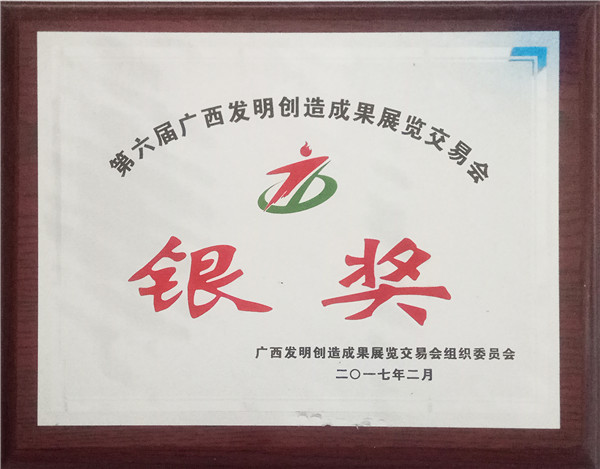 第六届广西发明创造成果展览交易会
银奖
广西发明创造成果展览交易会组织委员会
二〇一七年二月